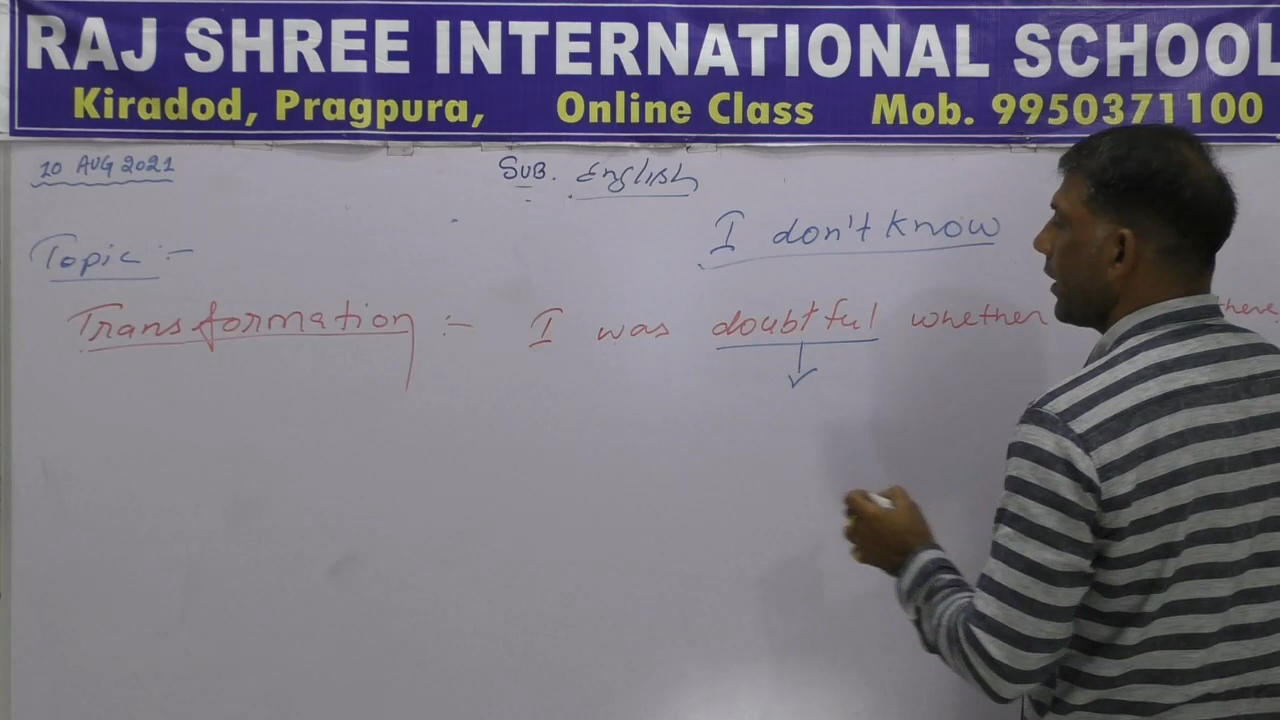 RAJ SHREE INTERNATIONAL SCHOOL
Kiradod, Pragpura, Online Class Mob. 9950371100
10 AUG 2021
SUB. English
I don't know
Topic :-
Transformation :- I was doubtful whether there